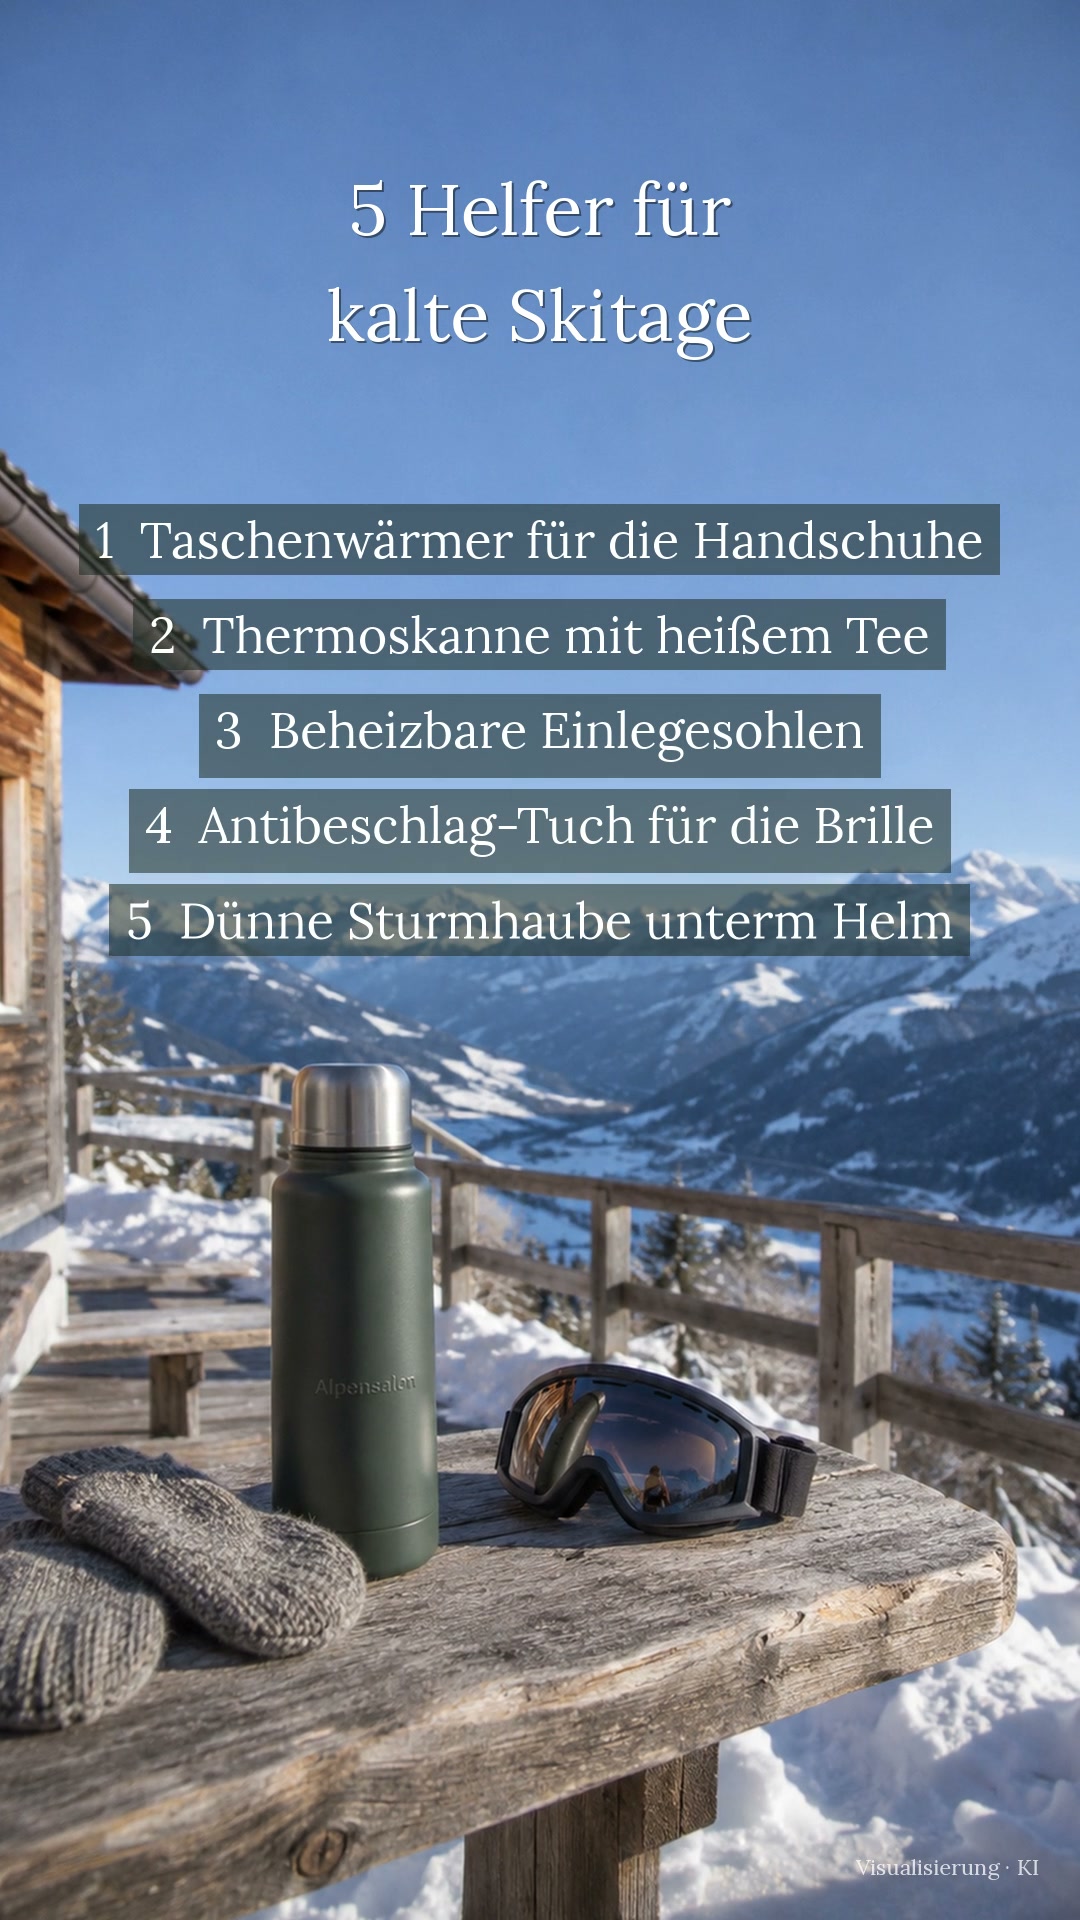 5 Helfer für
kalte Skitage
1 Taschenwärmer für die Handschuhe
2 Thermoskanne mit heißem Tee
3 Beheizbare Einlegesohlen
4 Antibeschlag-Tuch für die Brille
5 Dünne Sturmhaube unterm Helm
Alpensalon
Visualisierung · KI